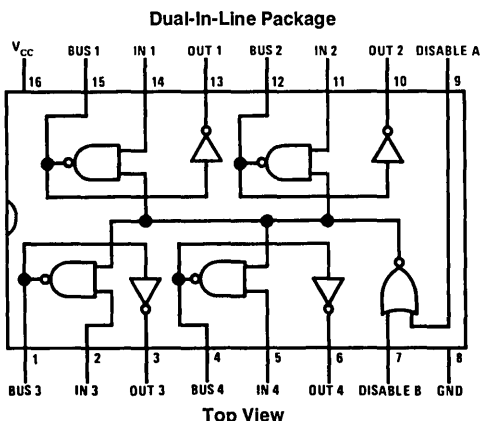 Dual-In-Line Package
VCC BUS 1 IN 1 OUT 1 BUS 2 IN 2 OUT 2 DISABLE A
16 15 14 13 12 11 10 9
1 2 3 4 5 6 7 8
BUS 3 IN 3 OUT 3 BUS 4 IN 4 OUT 4 DISABLE B GND
Top View